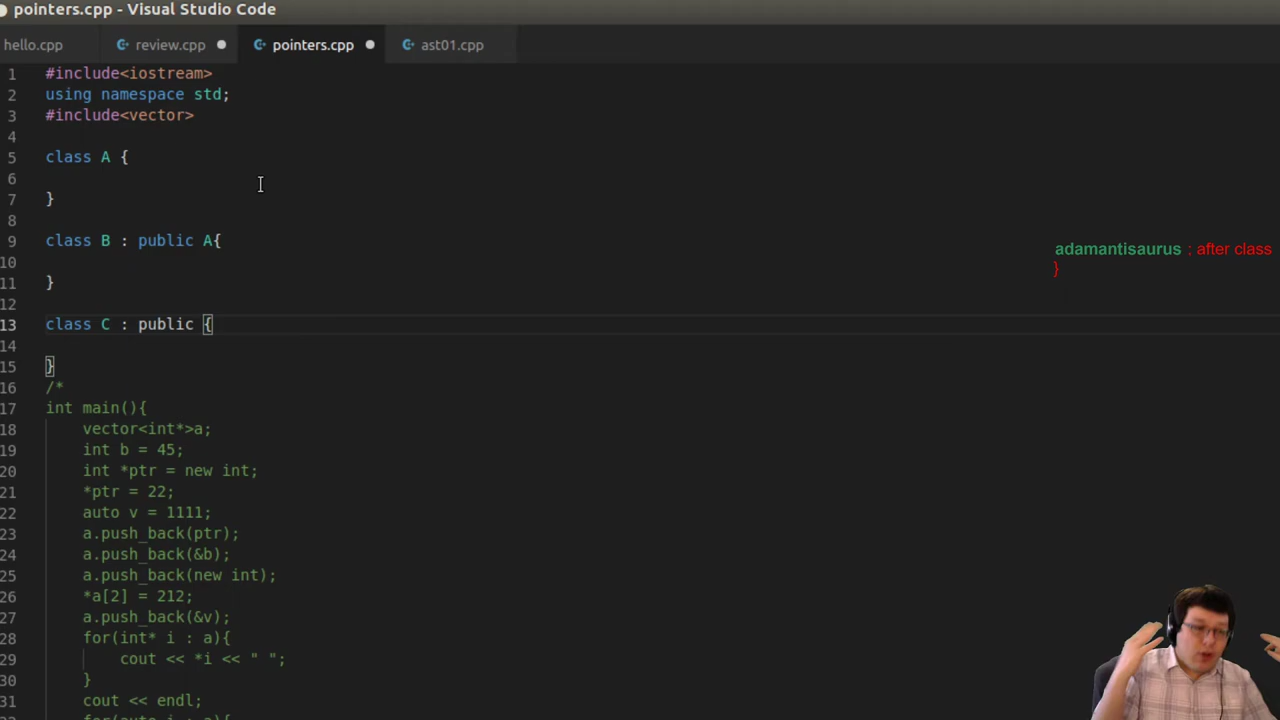 pointers.cpp - Visual Studio Code
hello.cpp review.cpp pointers.cpp ast01.cpp
1 #include<iostream>
2 using namespace std;
3 #include<vector>
4
5 class A {
6
7 }
8
9 class B : public A{
10
11 }
12
13 class C : public {
14
15 }
16 /*
17 int main(){
18 vector<int*>a;
19 int b = 45;
20 int *ptr = new int;
21 *ptr = 22;
22 auto v = 1111;
23 a.push_back(ptr);
24 a.push_back(&b);
25 a.push_back(new int);
26 *a[2] = 212;
27 a.push_back(&v);
28 for(int* i : a){
29 cout << *i << " ";
30 }
31 cout << endl;
for(auto i : a){
adamantisaurus : after class
}